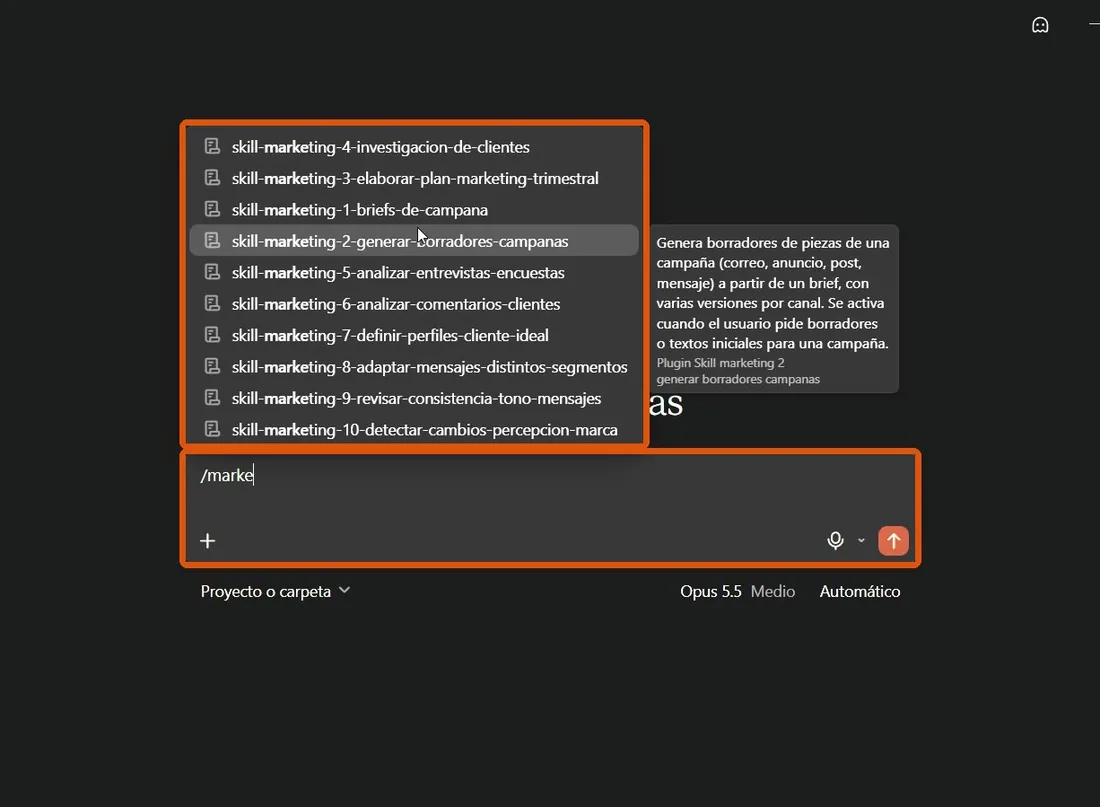 skill-marketing-4-investigacion-de-clientes
skill-marketing-3-elaborar-plan-marketing-trimestral
skill-marketing-1-briefs-de-campana
skill-marketing-2-generar-borradores-campanas
skill-marketing-5-analizar-entrevistas-encuestas
skill-marketing-6-analizar-comentarios-clientes
skill-marketing-7-definir-perfiles-cliente-ideal
skill-marketing-8-adaptar-mensajes-distintos-segmentos
skill-marketing-9-revisar-consistencia-tono-mensajes
skill-marketing-10-detectar-cambios-percepcion-marca
Genera borradores de piezas de una
campaña (correo, anuncio, post,
mensaje) a partir de un brief, con
varias versiones por canal. Se activa
cuando el usuario pide borradores
o textos iniciales para una campaña.
Plugin Skill marketing 2
generar borradores campanas
as
/marke
Proyecto o carpeta
Opus 5.5 Medio Automático